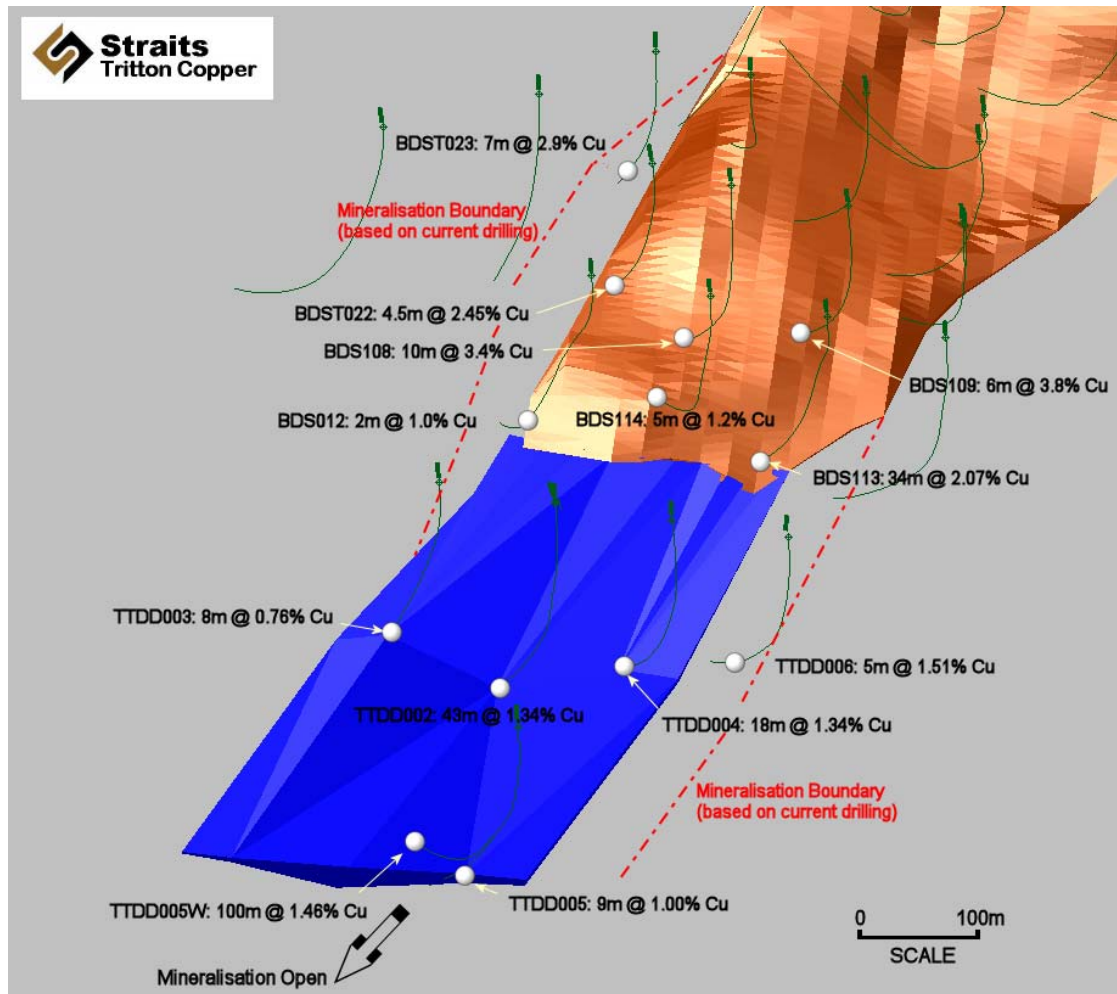 Straits
Tritton Copper
BDST023: 7m @ 2.9% Cu
Mineralisation Boundary
(based on current drilling)
BDST022: 4.5m @ 2.45% Cu
BDS108: 10m @ 3.4% Cu
BDS109: 6m @ 3.8% Cu
BDS012: 2m @ 1.0% Cu
BDS114: 5m @ 1.2% Cu
BDS113: 34m @ 2.07% Cu
TTDD003: 8m @ 0.76% Cu
TTDD006: 5m @ 1.51% Cu
TTDD002: 43m @ 1.34% Cu
TTDD004: 18m @ 1.34% Cu
Mineralisation Boundary
(based on current drilling)
TTDD005W: 100m @ 1.46% Cu
TTDD005: 9m @ 1.00% Cu
0 100m
SCALE
Mineralisation Open